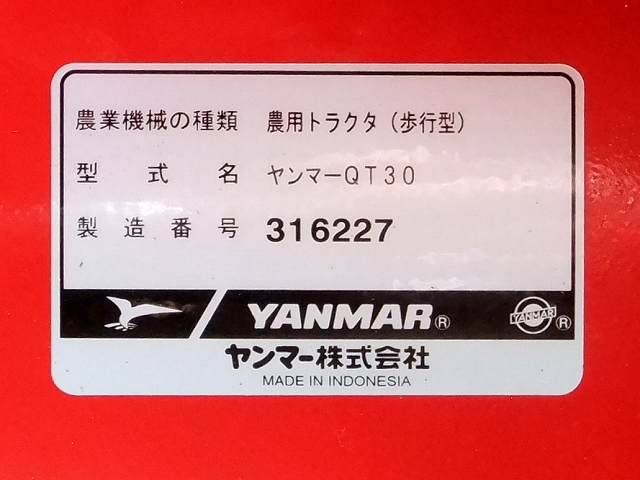 農業機械の種類 農用トラクタ(歩行型)
型式名 ヤンマーQT30
製造番号 316227
YANMAR® YANMAR®
ヤンマー株式会社
MADE IN INDONESIA